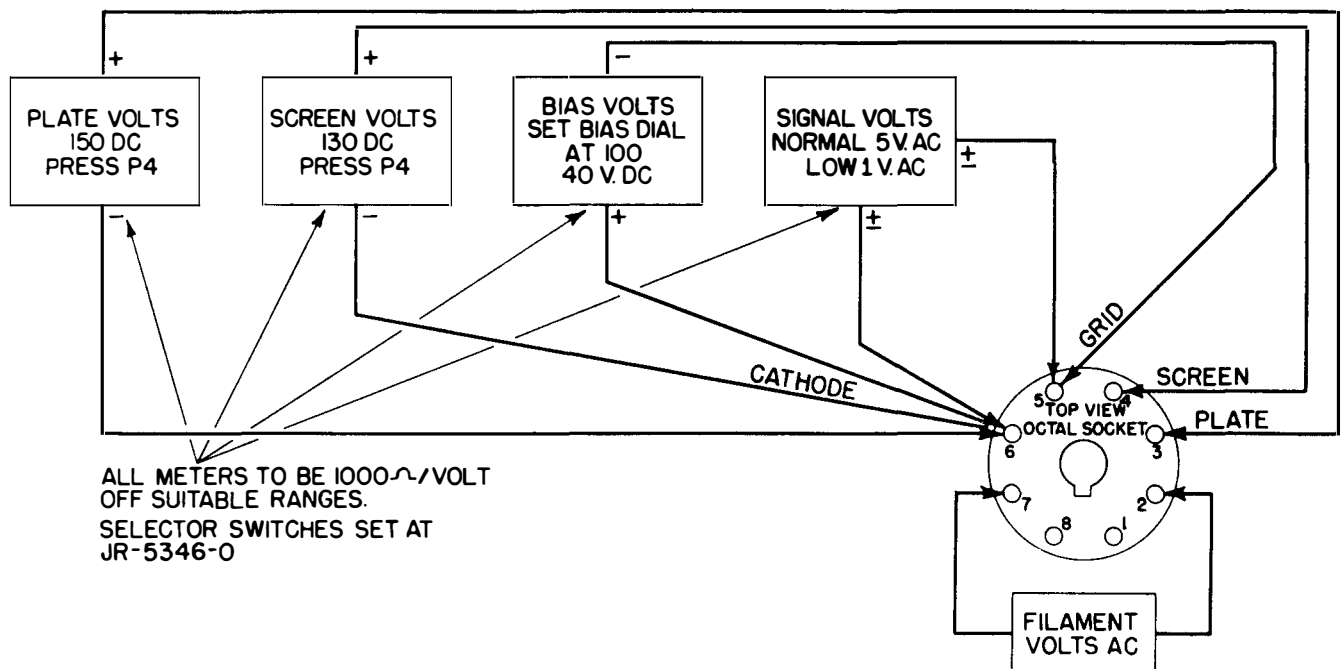 +
+
−
PLATE VOLTS
150 DC
PRESS P4
SCREEN VOLTS
130 DC
PRESS P4
BIAS VOLTS
SET BIAS DIAL
AT 100
40 V. DC
SIGNAL VOLTS
NORMAL 5V. AC
LOW 1 V. AC
±
−
−
+
±
GRID
CATHODE
SCREEN
PLATE
5
4
TOP VIEW
OCTAL SOCKET
6
3
7
2
8
1
ALL METERS TO BE 1000-Ω-/VOLT
OFF SUITABLE RANGES.
SELECTOR SWITCHES SET AT
JR-5346-0
FILAMENT
VOLTS AC